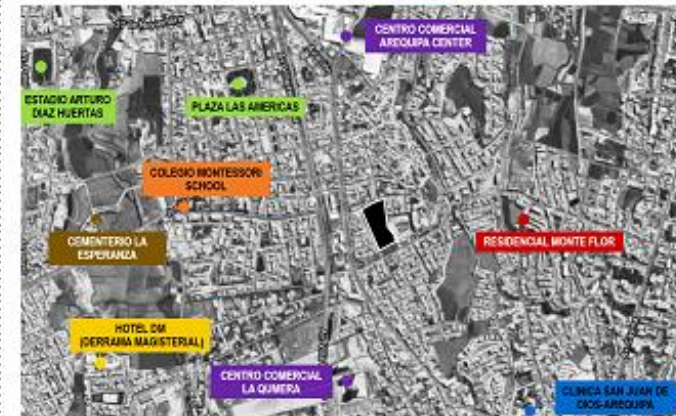 CENTRO COMERCIAL
AREQUIPA CENTER
ESTADIO ARTURO
DIAZ HUERTAS
PLAZA LAS AMERICAS
COLEGIO MONTESSORI
SCHOOL
CEMENTERIO LA
ESPERANZA
RESIDENCIAL MONTE FLOR
HOTEL DM
(DERRAMA MAGISTERIAL)
CENTRO COMERCIAL
LA QUMERA
CLINICA SAN JUAN DE
DIOS-AREQUIPA